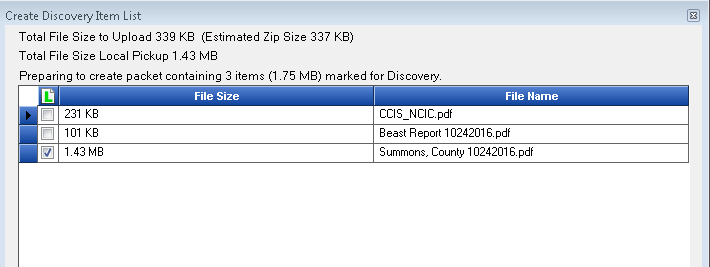 Create Discovery Item List
Total File Size to Upload 339 KB (Estimated Zip Size 337 KB)
Total File Size Local Pickup 1.43 MB
Preparing to create packet containing 3 items (1.75 MB) marked for Discovery.
L File Size File Name
231 KB CCIS_NCIC.pdf
101 KB Beast Report 10242016.pdf
1.43 MB Summons, County 10242016.pdf